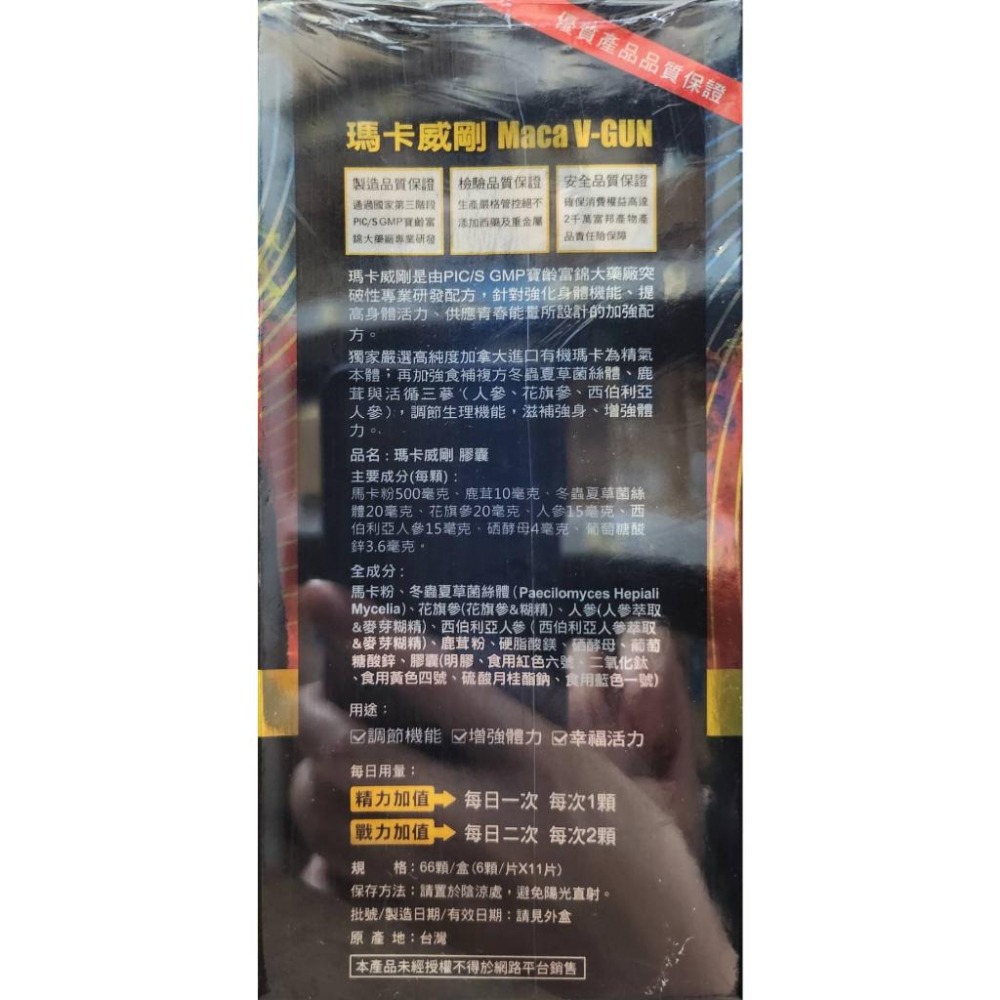 優質產品品質保證
瑪卡威剛 Maca V-GUN
製造品質保證
通過國家第三階段
PIC/S GMP寶齡富
錦大藥廠專業研發
檢驗品質保證
生產嚴格管控絕不
添加西藥及重金屬
安全品質保證
確保消費權益高達
2千萬富邦產物產
品責任險保障
瑪卡威剛是由PIC/S GMP寶齡富錦大藥廠突
破性專業研發配方，針對強化身體機能、提
高身體活力、供應青春能量所設計的加強配
方。
獨家嚴選高純度加拿大進口有機瑪卡為精氣
本體；再加強食補複方冬蟲夏草菌絲體、鹿
茸與活循三蔘（人參、花旗參、西伯利亞
人參），調節生理機能，滋補強身、增強體
力。
品名：瑪卡威剛 膠囊
主要成分(每顆)：
馬卡粉500毫克、鹿茸10毫克、冬蟲夏草菌絲
體20毫克、花旗參20毫克、人參15毫克、西
伯利亞人參15毫克、硒酵母4毫克、葡萄糖酸
鋅3.6毫克。
全成分：
馬卡粉、冬蟲夏草菌絲體（Paecilomyces Hepiali
Mycelia)、花旗參(花旗參&糊精)、人參(人參萃取
&麥芽糊精)、西伯利亞人參（西伯利亞人參萃取
&麥芽糊精)、鹿茸粉、硬脂酸鎂、硒酵母、葡萄
糖酸鋅、膠囊(明膠、食用紅色六號、二氧化鈦
、食用黃色四號、硫酸月桂酯鈉、食用藍色一號)
用途：
☑調節機能 ☑增強體力 ☑幸福活力
每日用量：
精力加值 每日一次 每次1顆
戰力加值 每日二次 每次2顆
規 格：66顆/盒(6顆/片X11片)
保存方法：請置於陰涼處，避免陽光直射。
批號/製造日期/有效日期：請見外盒
原 產 地：台灣
本產品未經授權不得於網路平台銷售